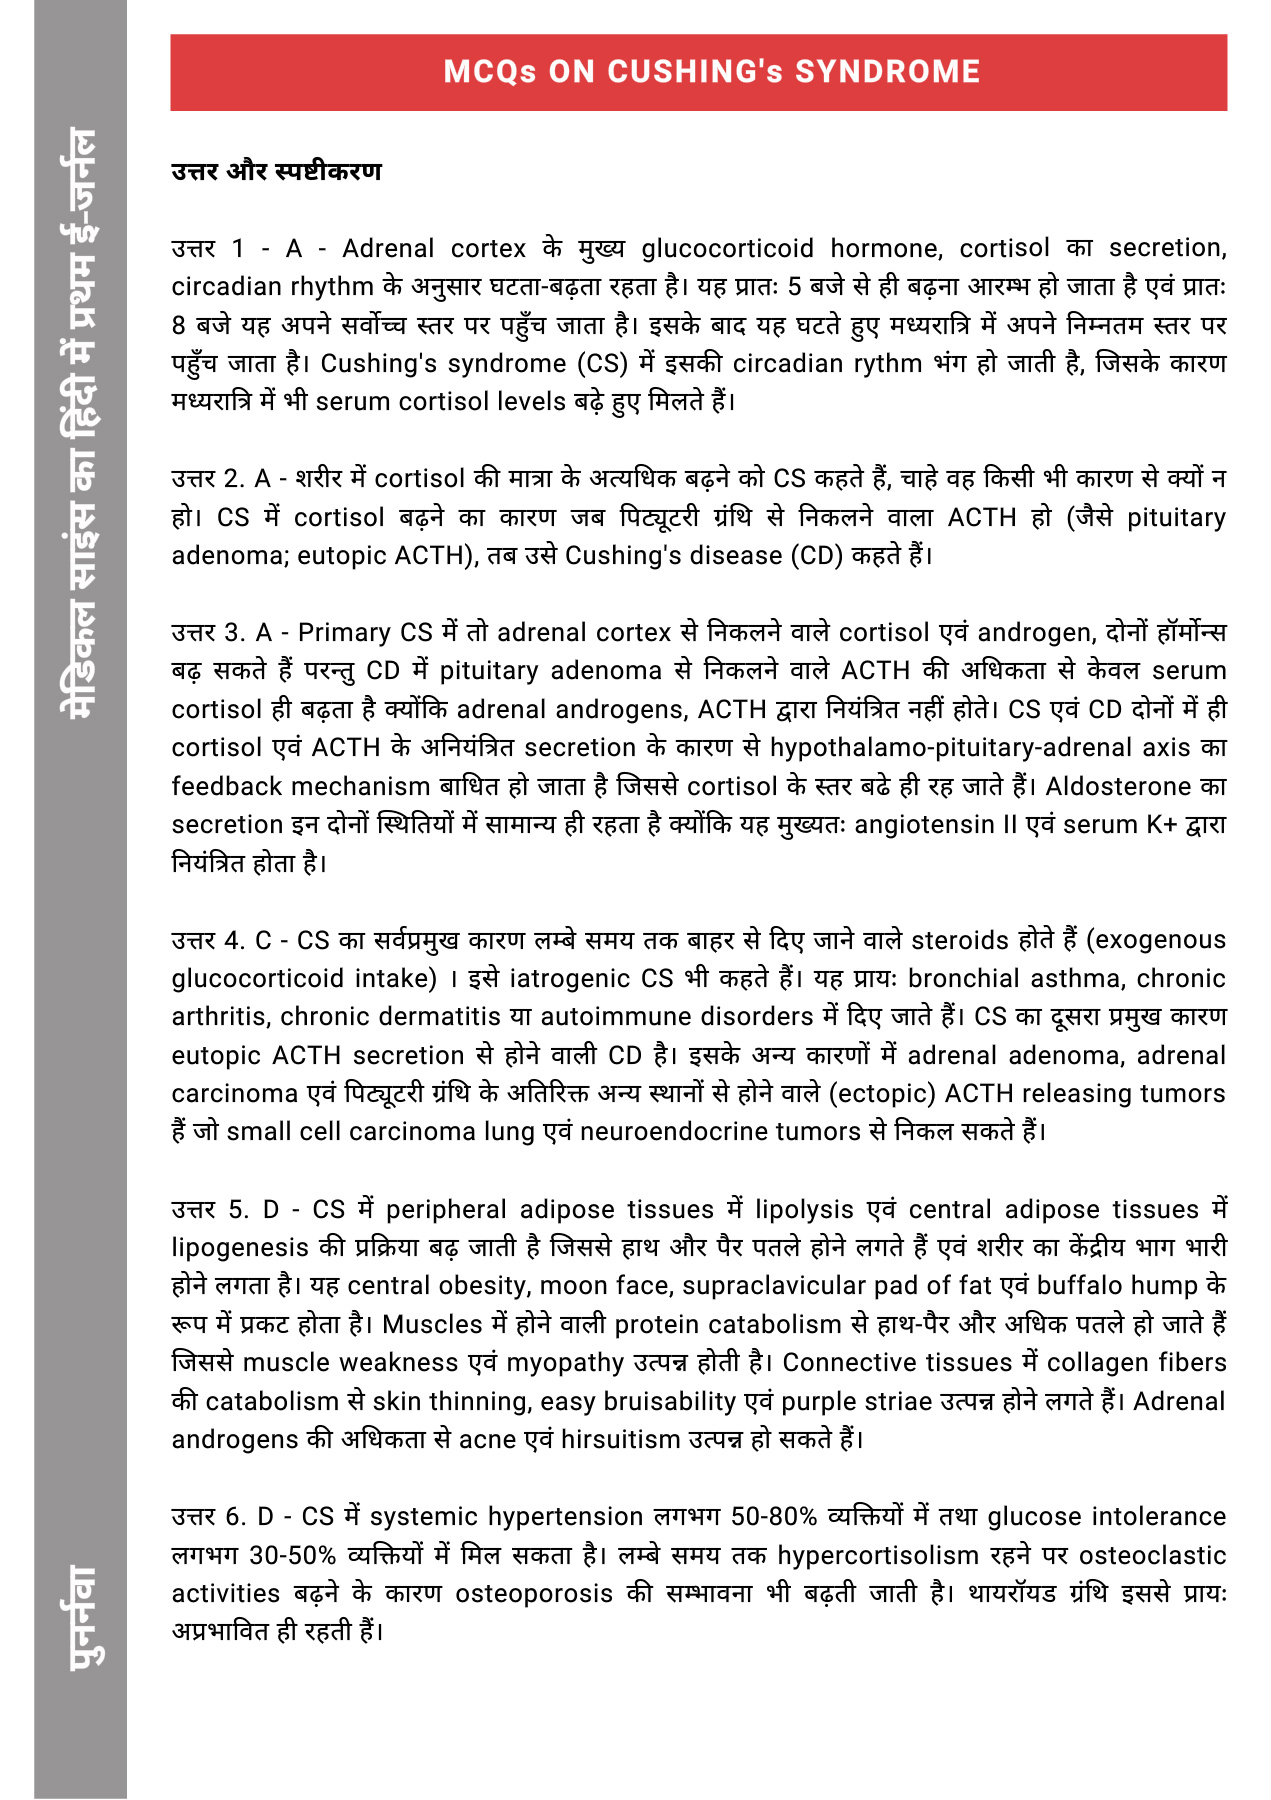 MCQs ON CUSHING's SYNDROME
उत्तर और स्पष्टीकरण
उत्तर 1 - A - Adrenal cortex के मुख्य glucocorticoid hormone, cortisol का secretion,
circadian rhythm के अनुसार घटता-बढ़ता रहता है। यह प्रातः 5 बजे से ही बढ़ना आरम्भ हो जाता है एवं प्रातः
8 बजे यह अपने सर्वोच्च स्तर पर पहुँच जाता है। इसके बाद यह घटते हुए मध्यरात्रि में अपने निम्नतम स्तर पर
पहुँच जाता है। Cushing's syndrome (CS) में इसकी circadian rythm भंग हो जाती है, जिसके कारण
मध्यरात्रि में भी serum cortisol levels बढ़े हुए मिलते हैं।
उत्तर 2. A - शरीर में cortisol की मात्रा के अत्यधिक बढ़ने को CS कहते हैं, चाहे वह किसी भी कारण से क्यों न
हो। CS में cortisol बढ़ने का कारण जब पिट्यूटरी ग्रंथि से निकलने वाला ACTH हो (जैसे pituitary
adenoma; eutopic ACTH), तब उसे Cushing's disease (CD) कहते हैं।
उत्तर 3. A - Primary CS में तो adrenal cortex से निकलने वाले cortisol एवं androgen, दोनों हॉर्मोन्स
बढ़ सकते हैं परन्तु CD में pituitary adenoma से निकलने वाले ACTH की अधिकता से केवल serum
cortisol ही बढ़ता है क्योंकि adrenal androgens, ACTH द्वारा नियंत्रित नहीं होते। CS एवं CD दोनों में ही
cortisol एवं ACTH के अनियंत्रित secretion के कारण से hypothalamo-pituitary-adrenal axis का
feedback mechanism बाधित हो जाता है जिससे cortisol के स्तर बढे ही रह जाते हैं। Aldosterone का
secretion इन दोनों स्थितियों में सामान्य ही रहता है क्योंकि यह मुख्यतः angiotensin II एवं serum K+ द्वारा
नियंत्रित होता है।
उत्तर 4. C - CS का सर्वप्रमुख कारण लम्बे समय तक बाहर से दिए जाने वाले steroids होते हैं (exogenous
glucocorticoid intake) । इसे iatrogenic CS भी कहते हैं। यह प्रायः bronchial asthma, chronic
arthritis, chronic dermatitis या autoimmune disorders में दिए जाते हैं। CS का दूसरा प्रमुख कारण
eutopic ACTH secretion से होने वाली CD है। इसके अन्य कारणों में adrenal adenoma, adrenal
carcinoma एवं पिट्यूटरी ग्रंथि के अतिरिक्त अन्य स्थानों से होने वाले (ectopic) ACTH releasing tumors
हैं जो small cell carcinoma lung एवं neuroendocrine tumors से निकल सकते हैं।
उत्तर 5. D - CS में peripheral adipose tissues में lipolysis एवं central adipose tissues में
lipogenesis की प्रक्रिया बढ़ जाती है जिससे हाथ और पैर पतले होने लगते हैं एवं शरीर का केंद्रीय भाग भारी
होने लगता है। यह central obesity, moon face, supraclavicular pad of fat एवं buffalo hump के
रूप में प्रकट होता है। Muscles में होने वाली protein catabolism से हाथ-पैर और अधिक पतले हो जाते हैं
जिससे muscle weakness एवं myopathy उत्पन्न होती है। Connective tissues में collagen fibers
की catabolism से skin thinning, easy bruisability एवं purple striae उत्पन्न होने लगते हैं। Adrenal
androgens की अधिकता से acne एवं hirsuitism उत्पन्न हो सकते हैं।
उत्तर 6. D - CS में systemic hypertension लगभग 50-80% व्यक्तियों में तथा glucose intolerance
लगभग 30-50% व्यक्तियों में मिल सकता है। लम्बे समय तक hypercortisolism रहने पर osteoclastic
activities बढ़ने के कारण osteoporosis की सम्भावना भी बढ़ती जाती है। थायरॉयड ग्रंथि इससे प्रायः
अप्रभावित ही रहती हैं।
मेडिकल साइंस का हिंदी में प्रथम ई-जर्नल
पुनर्नवा